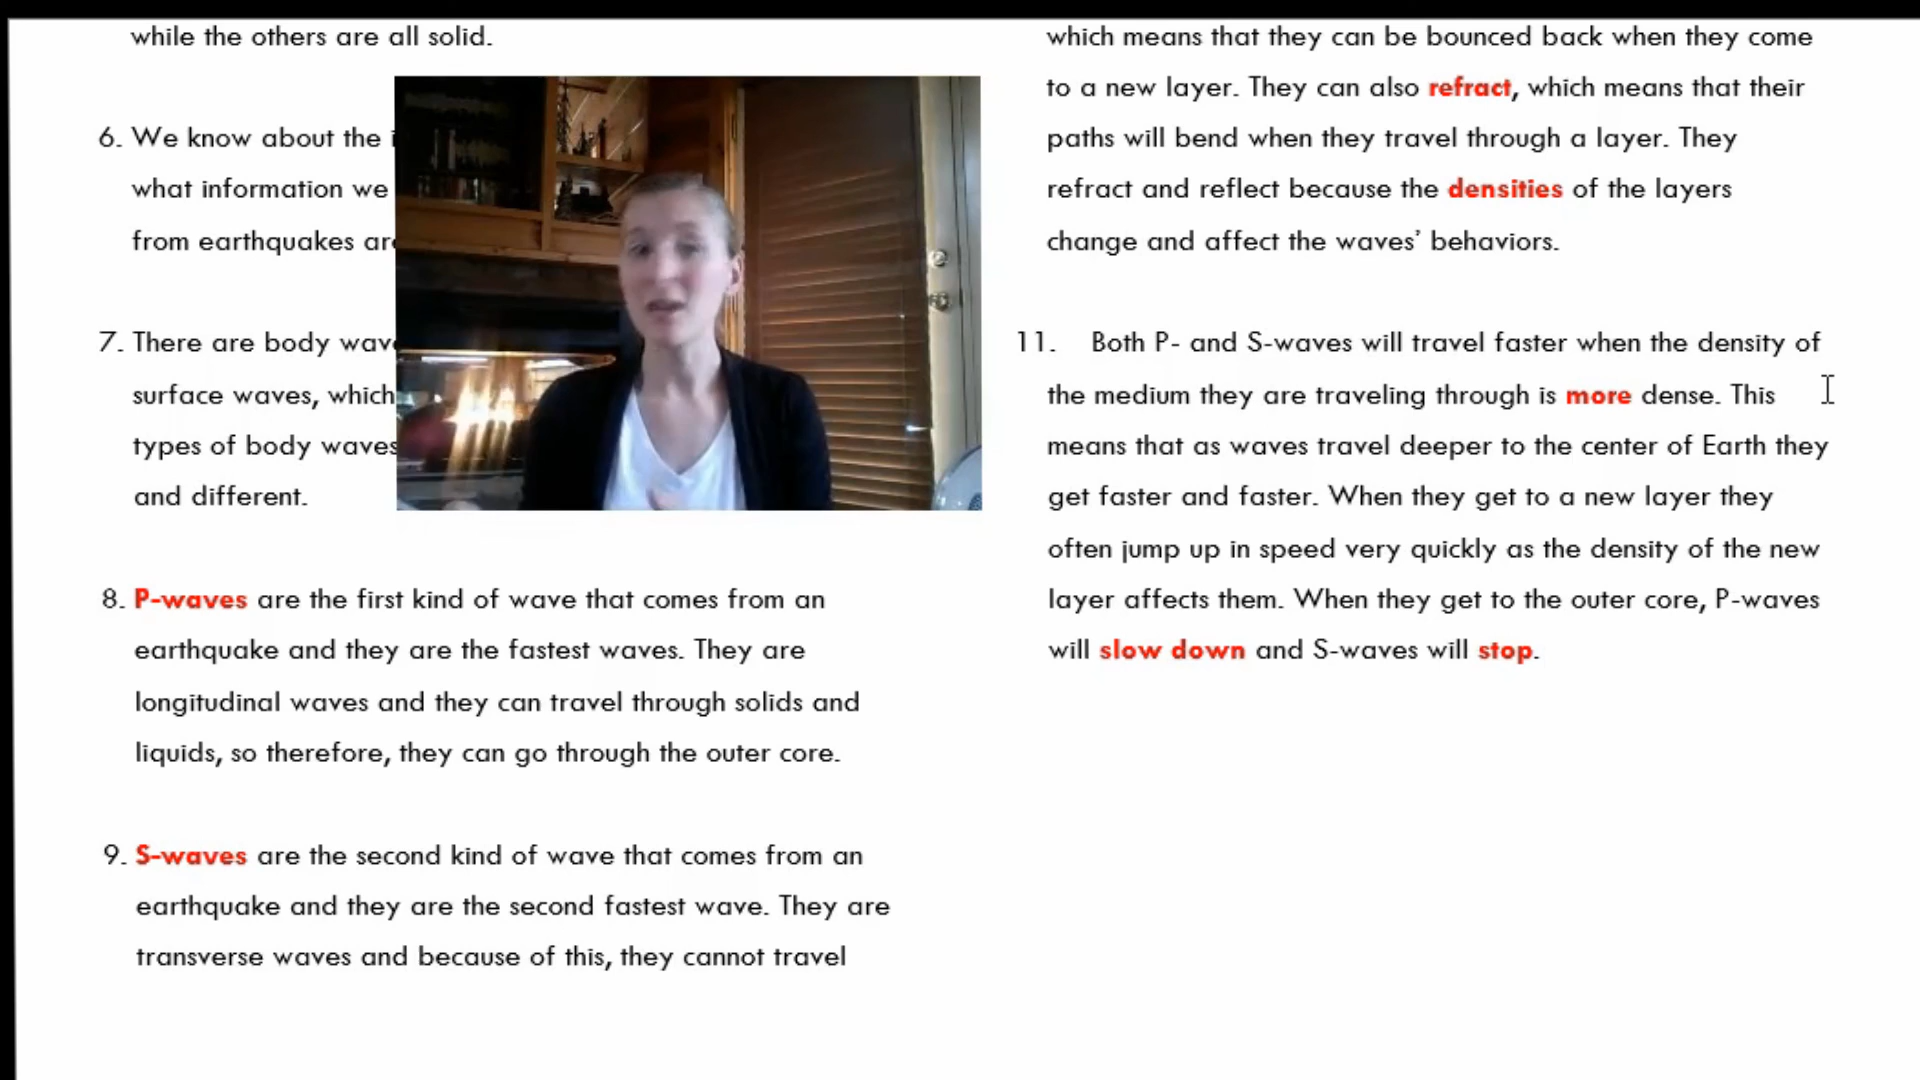 while the others are all solid.
6. We know about the
what information we
from earthquakes are
7. There are body wave
surface waves, which
types of body waves
and different.
8. P-waves are the first kind of wave that comes from an
earthquake and they are the fastest waves. They are
longitudinal waves and they can travel through solids and
liquids, so therefore, they can go through the outer core.
9. S-waves are the second kind of wave that comes from an
earthquake and they are the second fastest wave. They are
transverse waves and because of this, they cannot travel
which means that they can be bounced back when they come
to a new layer. They can also refract, which means that their
paths will bend when they travel through a layer. They
refract and reflect because the densities of the layers
change and affect the waves’ behaviors.
11. Both P- and S-waves will travel faster when the density of
the medium they are traveling through is more dense. This
means that as waves travel deeper to the center of Earth they
get faster and faster. When they get to a new layer they
often jump up in speed very quickly as the density of the new
layer affects them. When they get to the outer core, P-waves
will slow down and S-waves will stop.